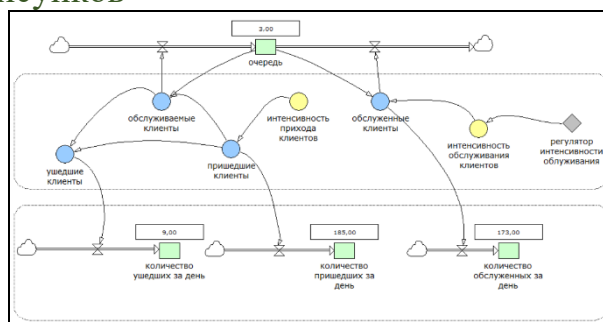 3,00
очередь
обслуживаемые
клиенты
интенсивность
прихода
клиентов
обслуженные
клиенты
интенсивность
обслуживания
клиентов
регулятор
интенсивности
облуживания
ушедшие
клиенты
пришедшие
клиенты
9,00
185,00
173,00
количество
ушедших за день
количество
пришедших за
день
количество
обслуженных за
день